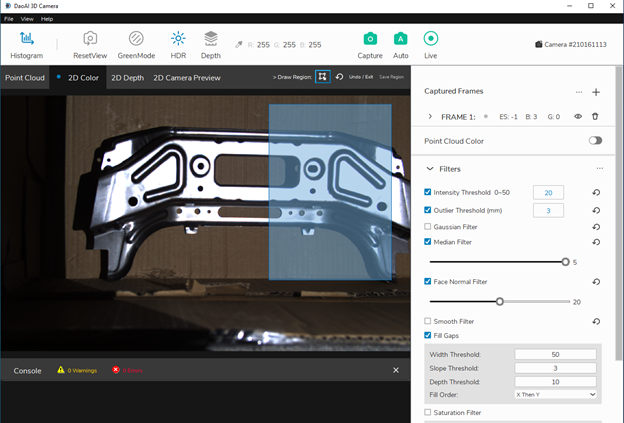 DaoAI 3D Camera
File View Help
Histogram ResetView GreenMode HDR Depth R: 255 G: 255 B: 255 Capture Auto Live Camera #210161113
Point Cloud 2D Color 2D Depth 2D Camera Preview > Draw Region: Undo / Exit Save Region
Captured Frames
FRAME 1: ES: -1 B: 3 G: 0
Point Cloud Color
Filters
Intensity Threshold 0~50 20
Outlier Threshold (mm) 3
Gaussian Filter
Median Filter
5
Face Normal Filter
20
Smooth Filter
Fill Gaps
Width Threshold: 50
Slope Threshold: 3
Depth Threshold: 10
Fill Order: X Then Y
Saturation Filter
Console 0 Warnings